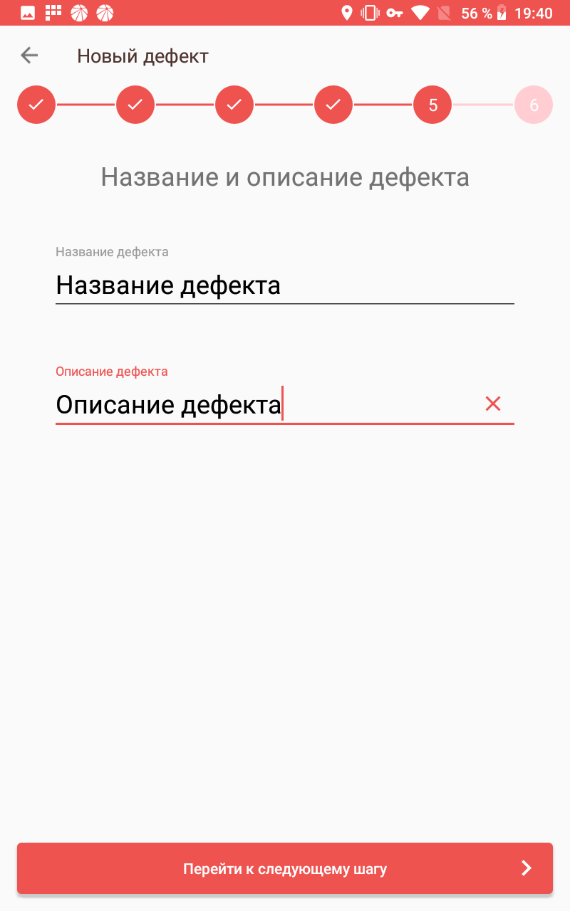 56 % 19:40
Новый дефект
5 6
Название и описание дефекта
Название дефекта
Название дефекта
Описание дефекта
Описание дефекта
Перейти к следующему шагу